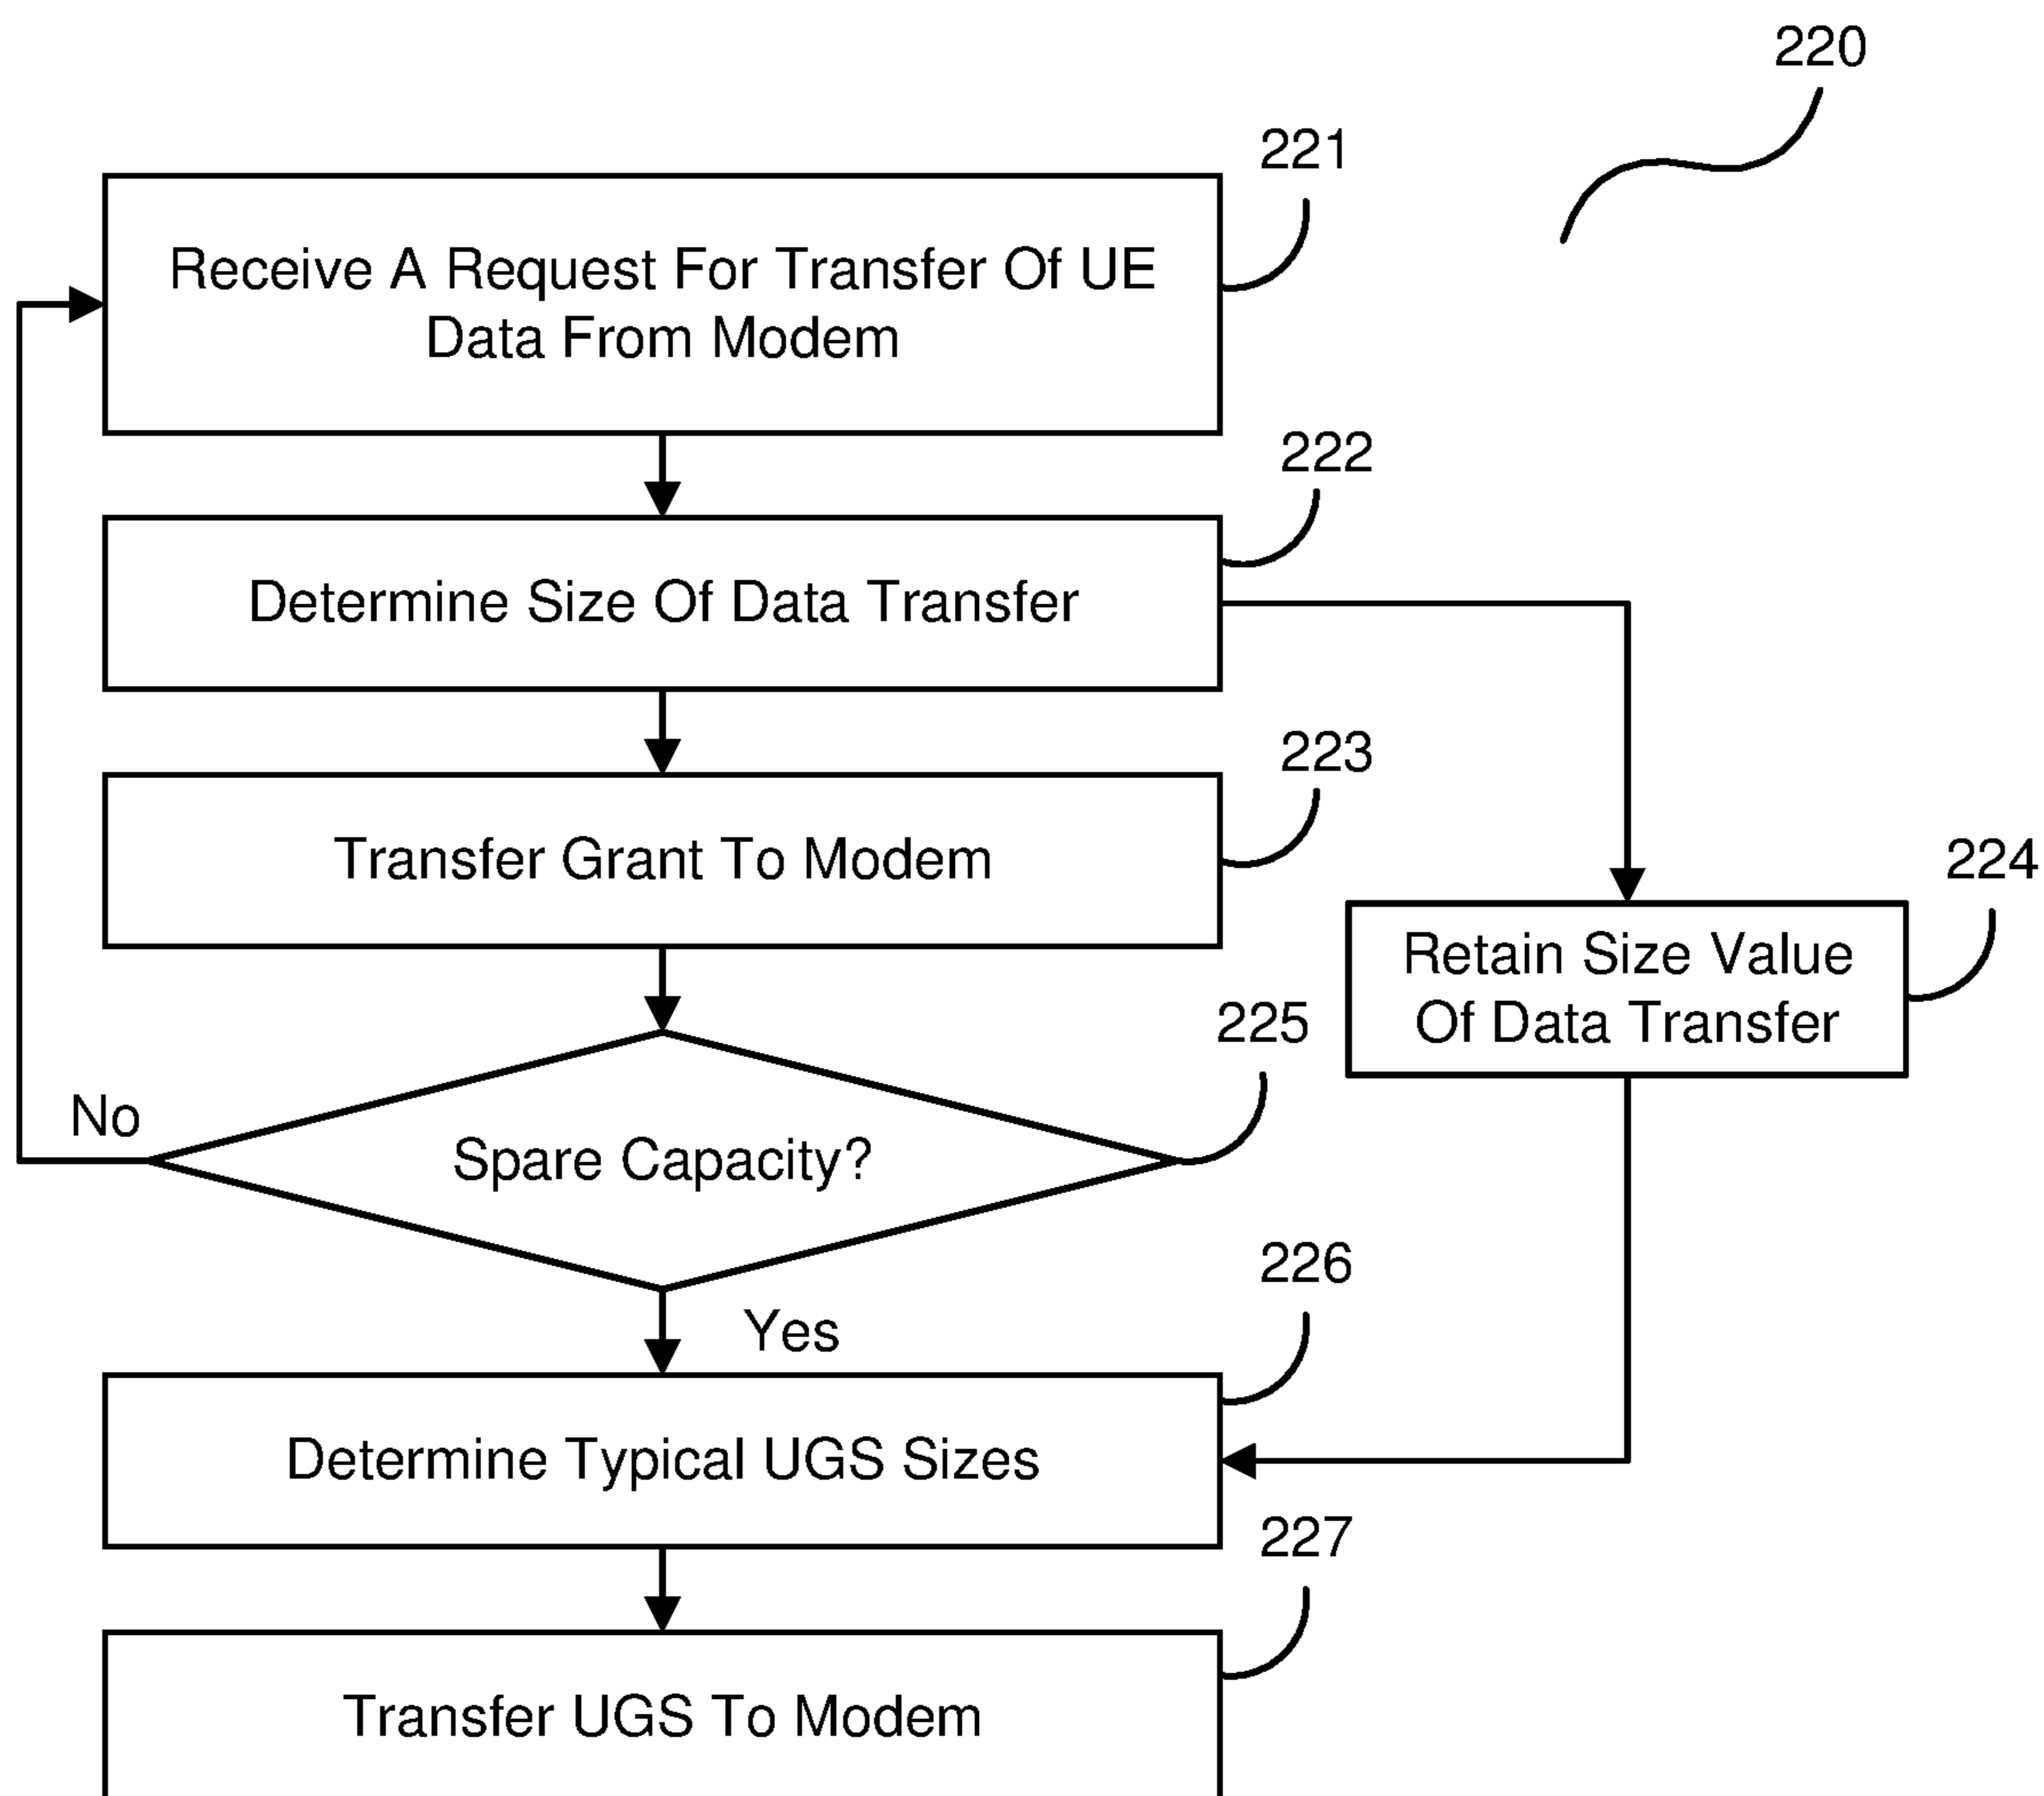 220
221
Receive A Request For Transfer Of UE
Data From Modem
222
Determine Size Of Data Transfer
223
Transfer Grant To Modem
224
Retain Size Value
Of Data Transfer
225
No
Spare Capacity?
226
Yes
Determine Typical UGS Sizes
227
Transfer UGS To Modem